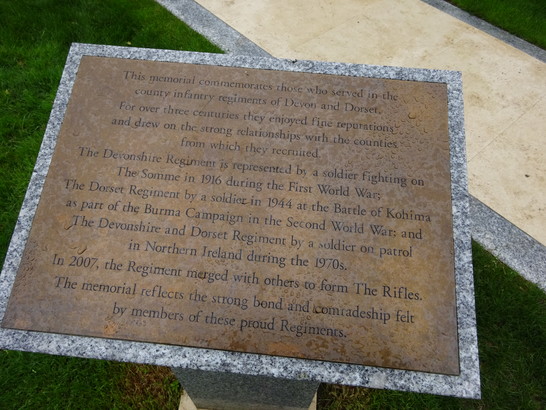 This memorial commemorates those who served in the
county infantry regiments of Devon and Dorset.
For over three centuries they enjoyed fine reputations
and drew on the strong relationships with the counties
from which they recruited.
The Devonshire Regiment is represented by a soldier fighting on
The Somme in 1916 during the First World War;
The Dorset Regiment by a soldier in 1944 at the Battle of Kohima
as part of the Burma Campaign in the Second World War; and
The Devonshire and Dorset Regiment by a soldier on patrol
in Northern Ireland during the 1970s.
In 2007, the Regiment merged with others to form The Rifles.
The memorial reflects the strong bond and comradeship felt
by members of these proud Regiments.